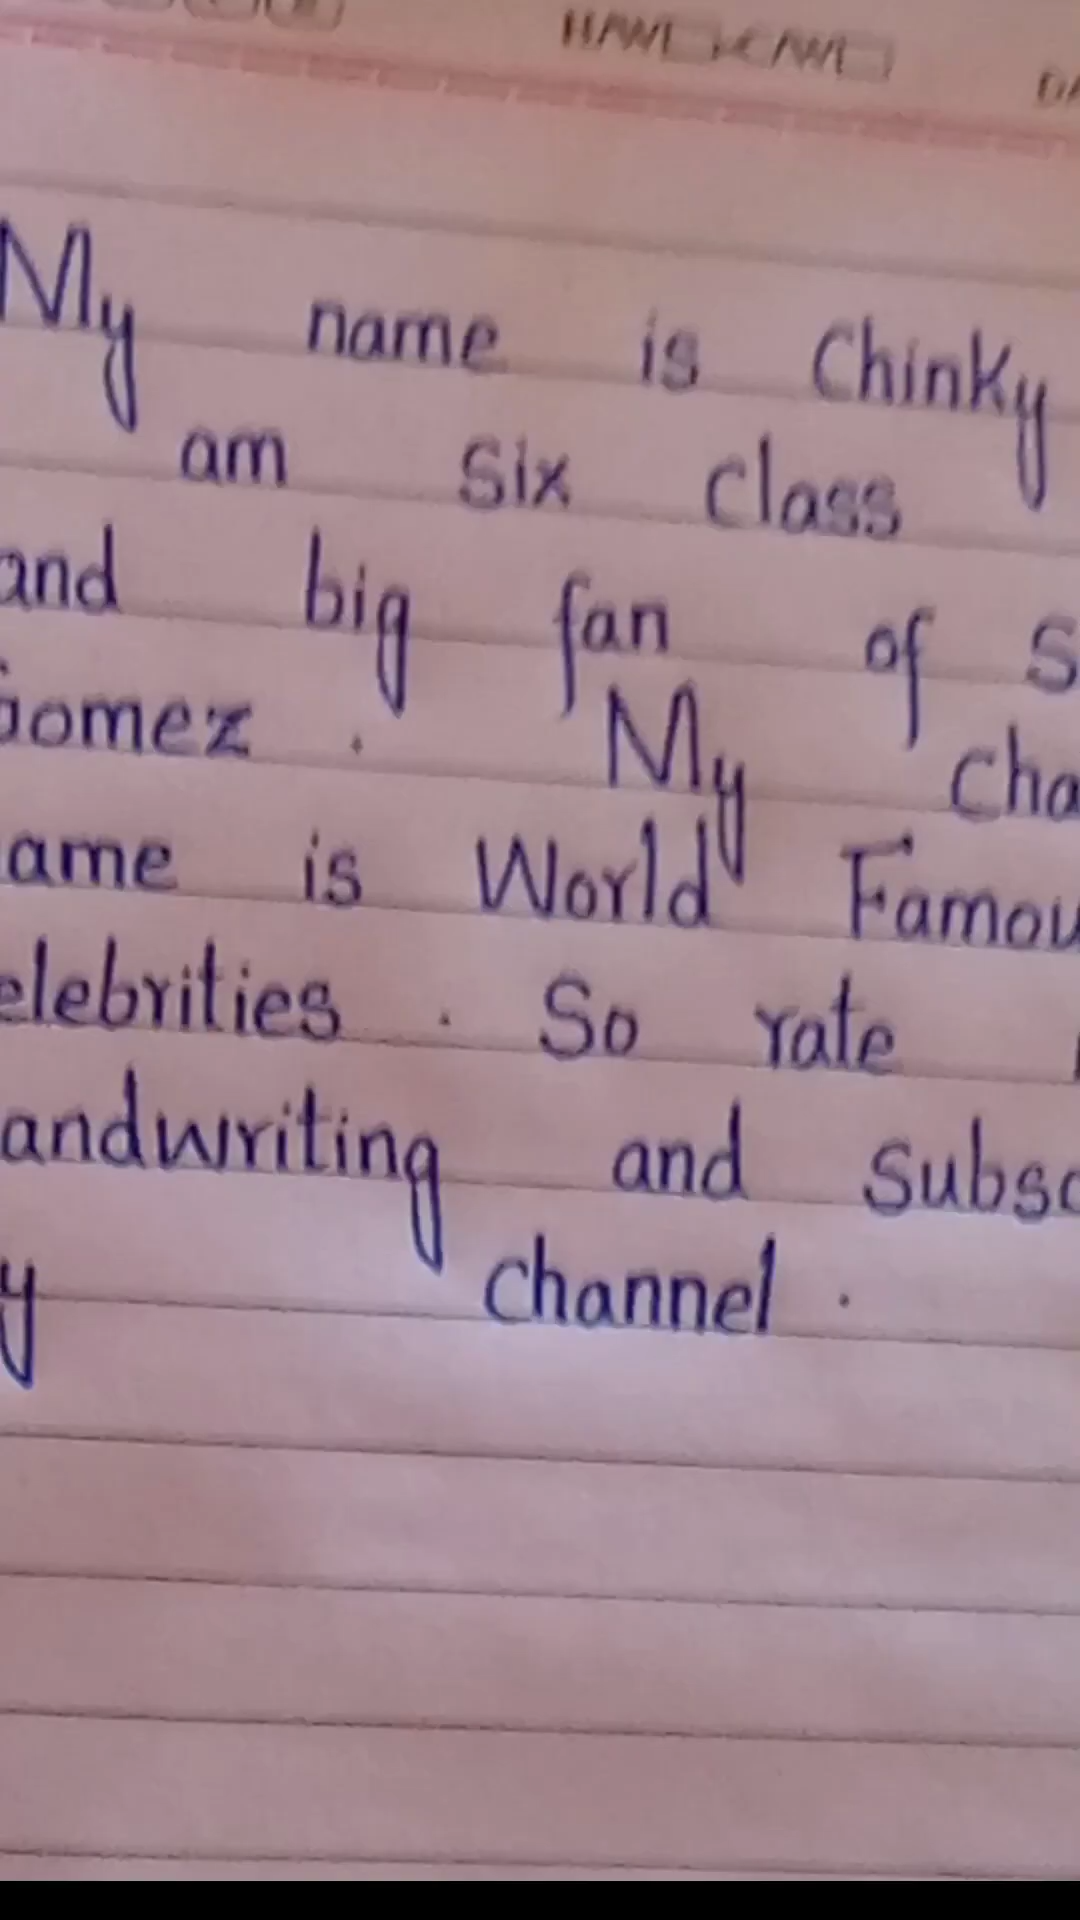 My name is Chinky
am six class
and big fan of S
omez . My cha
ame is World Famou
elebrities . So rate
andwriting and subsc
y channel .